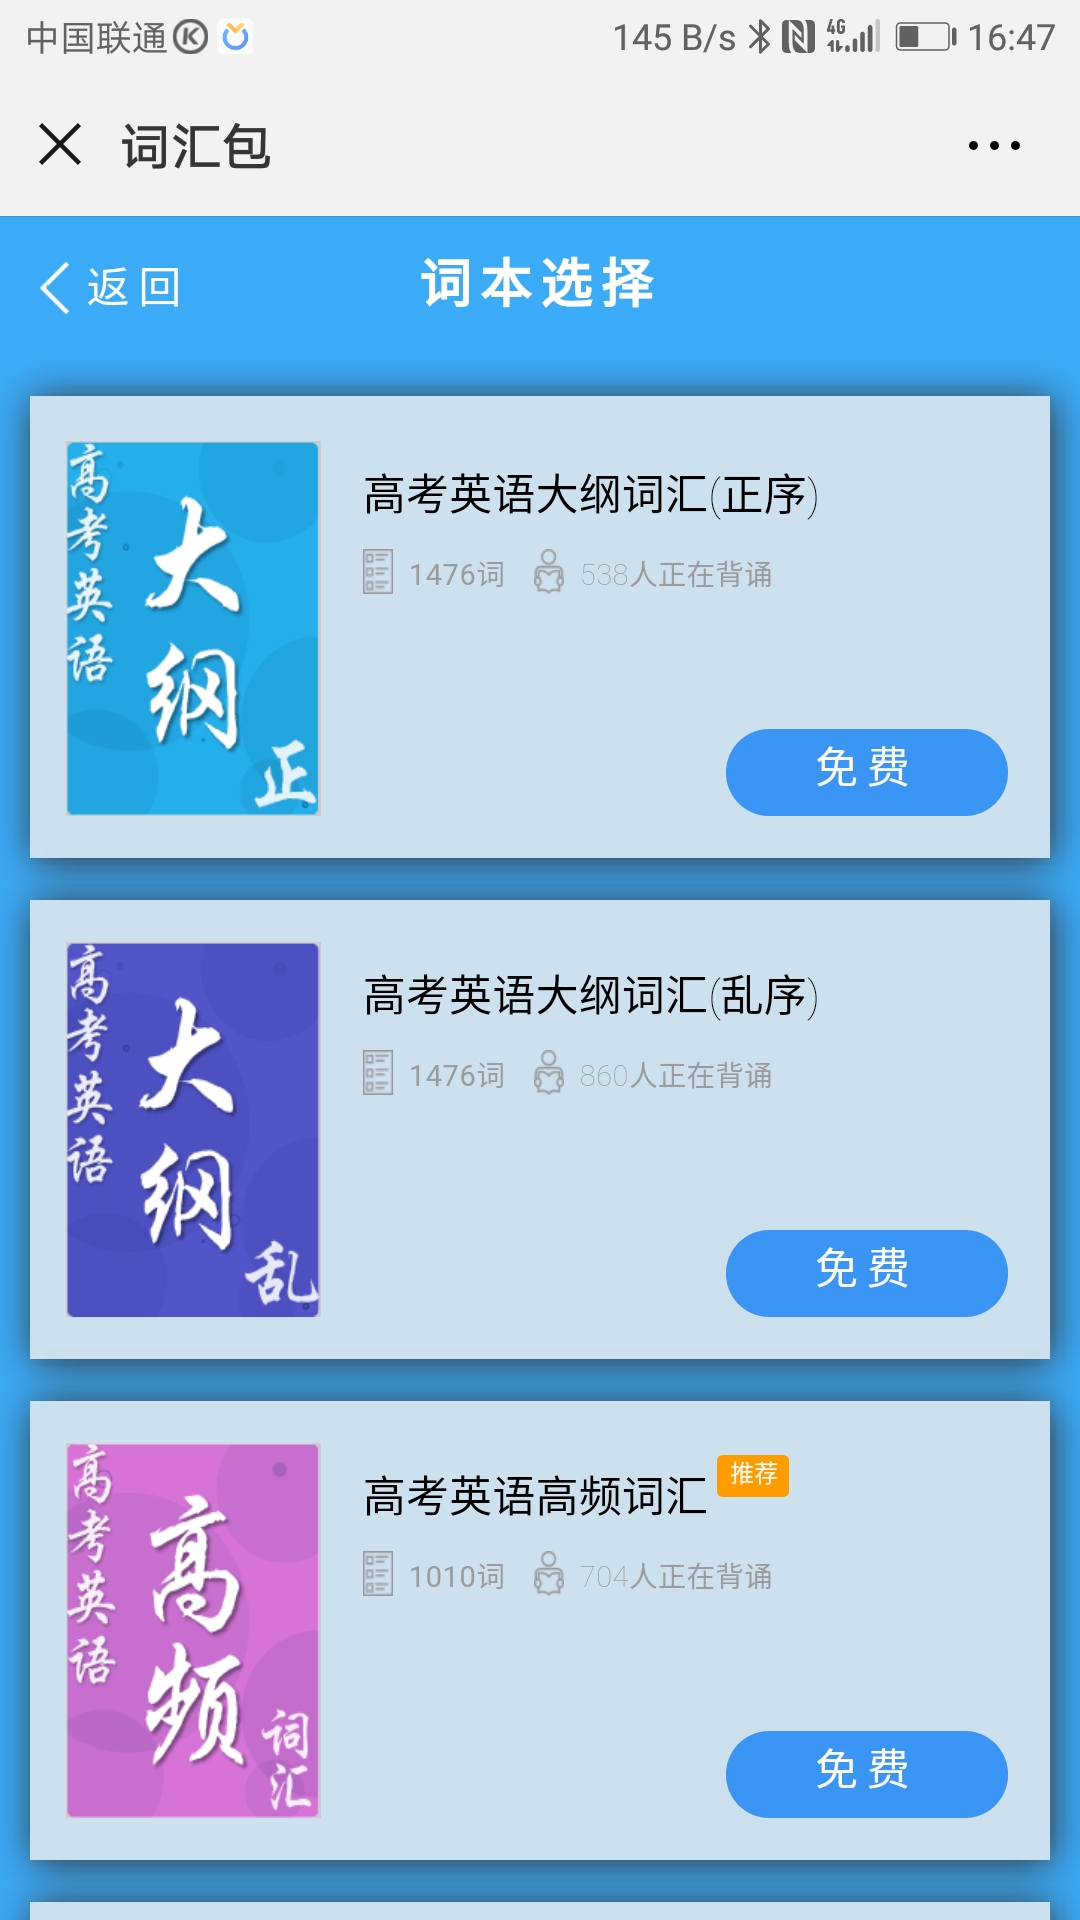 中国联通 145 B/s 4G 16:47
词汇包
返回 词本选择
高考英语
大纲
正
高考英语大纲词汇(正序)
1476词 538人正在背诵
免费
高考英语
大纲
乱
高考英语大纲词汇(乱序)
1476词 860人正在背诵
免费
高考英语
高频
词汇
高考英语高频词汇 推荐
1010词 704人正在背诵
免费